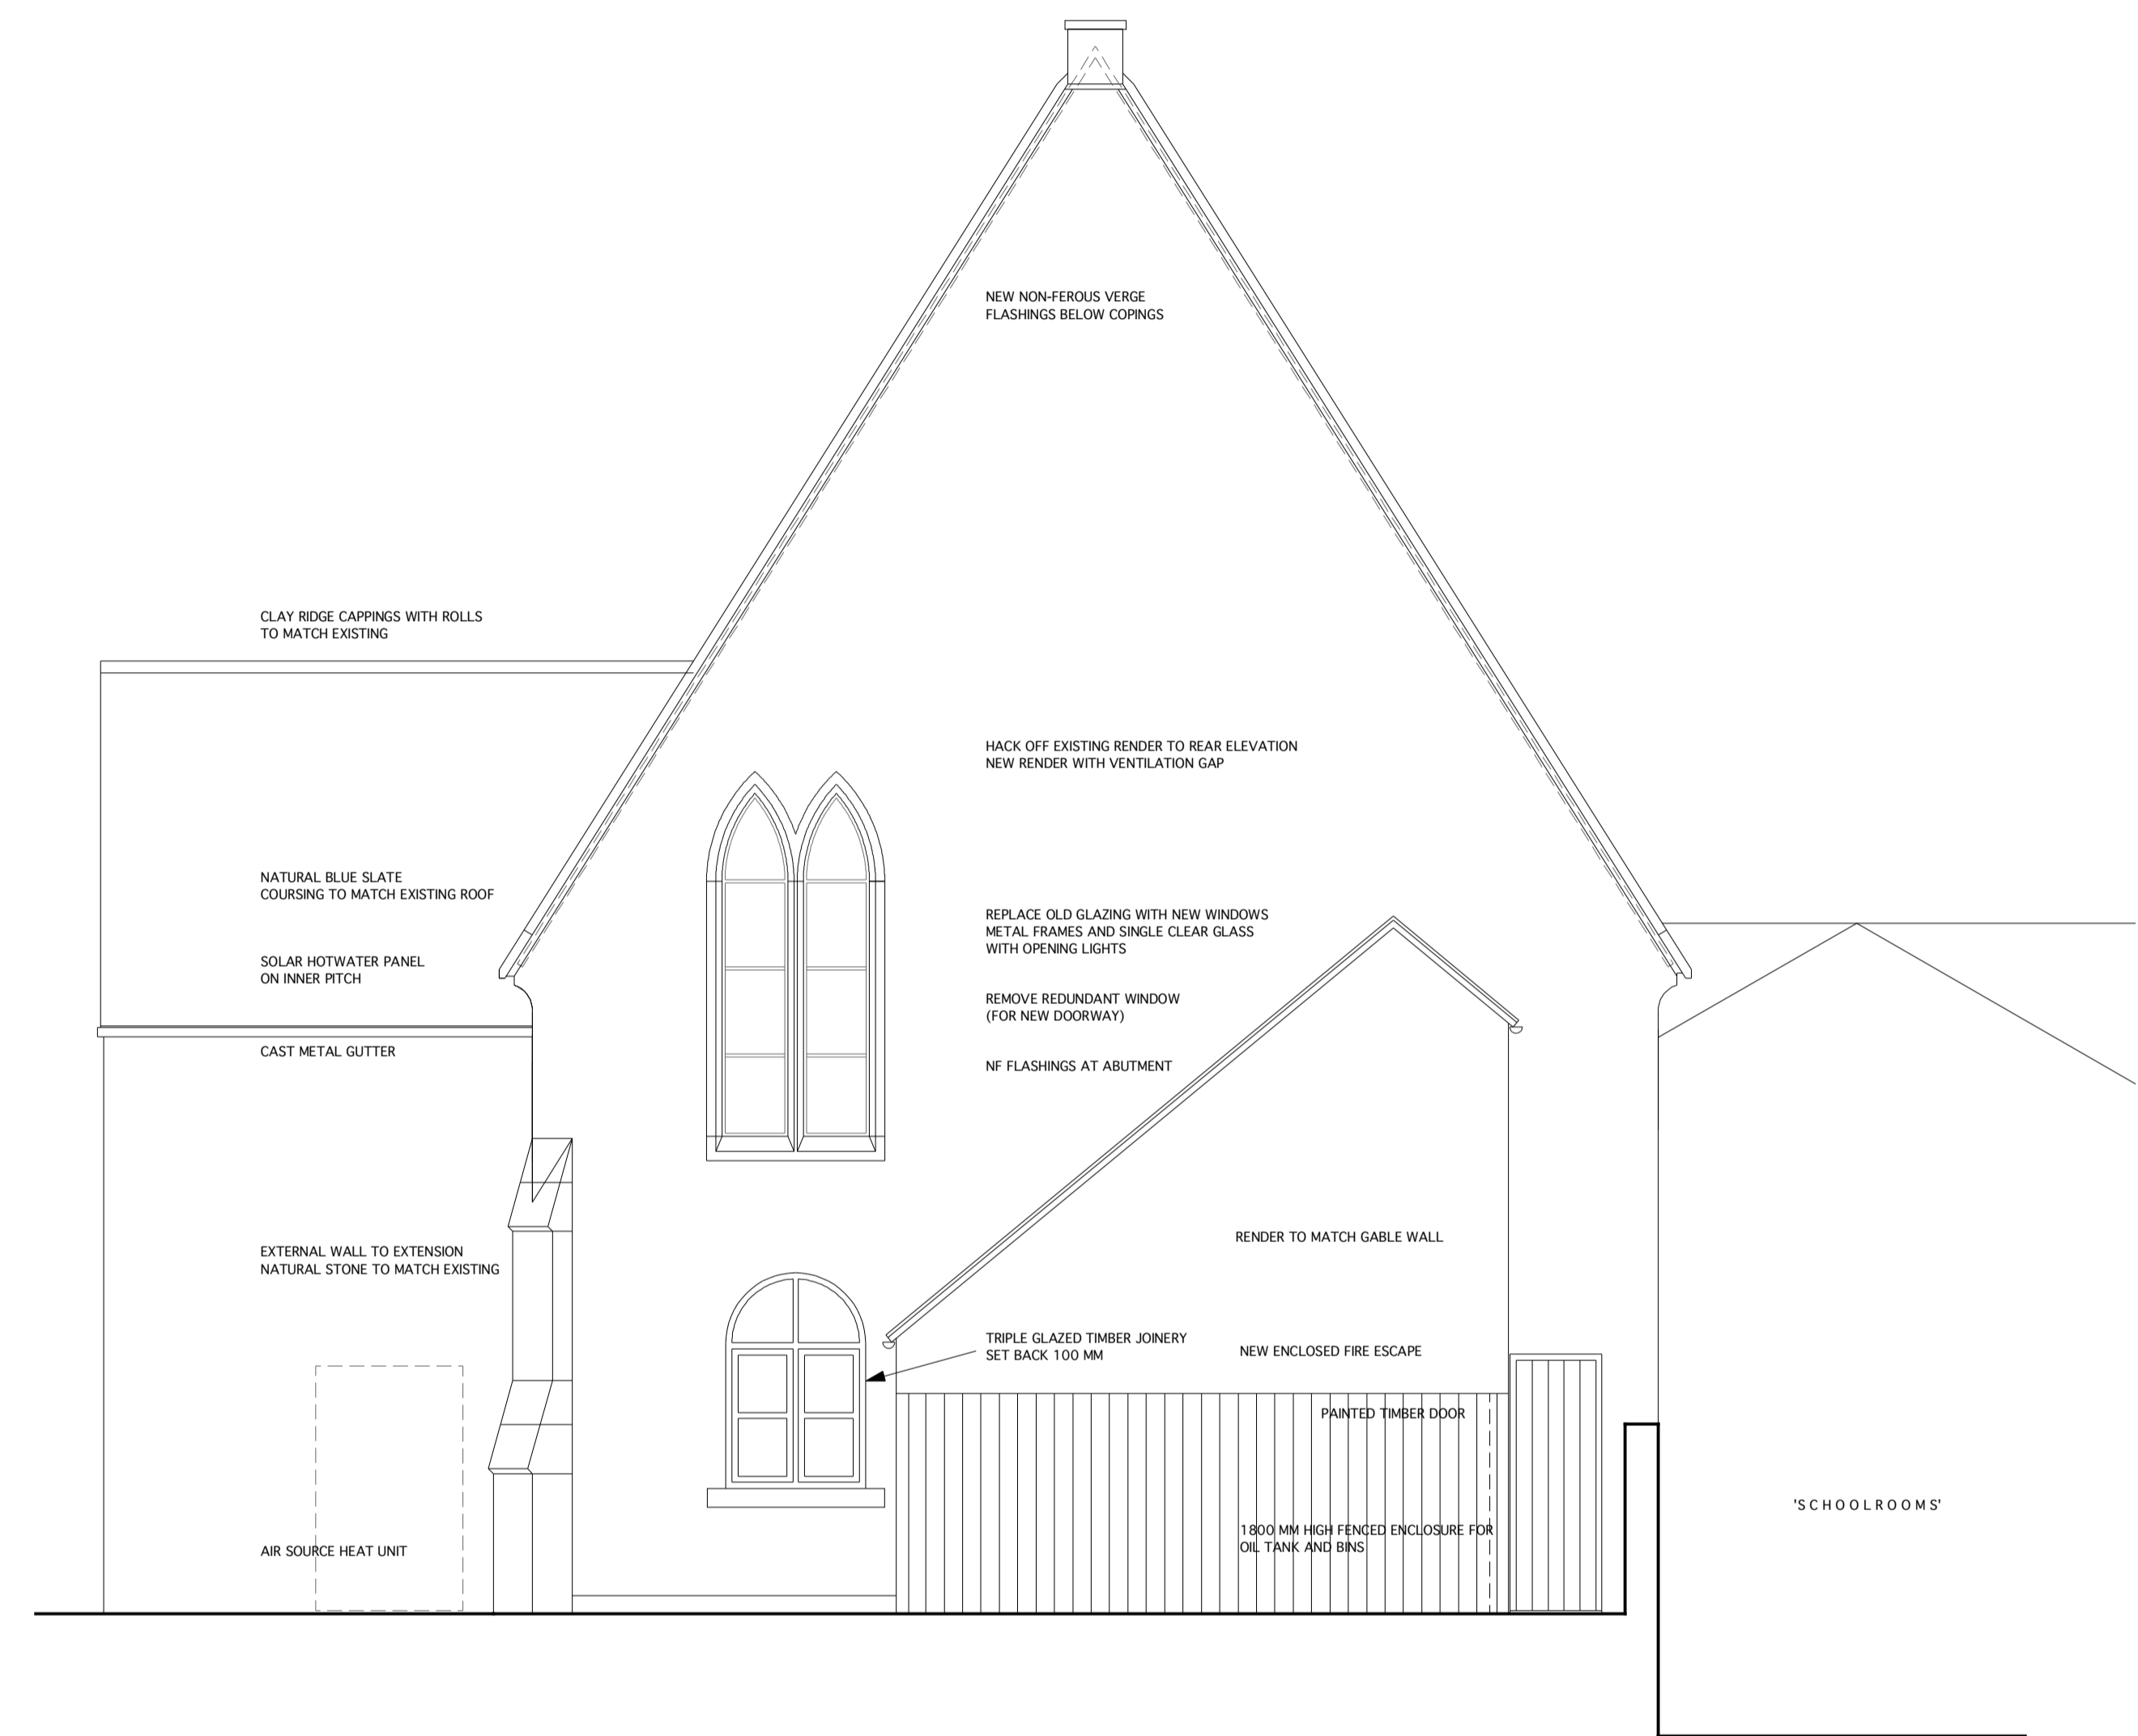 NEW NON-FEROUS VERGE
FLASHINGS BELOW COPINGS
CLAY RIDGE CAPPINGS WITH ROLLS
TO MATCH EXISTING
HACK OFF EXISTING RENDER TO REAR ELEVATION
NEW RENDER WITH VENTILATION GAP
NATURAL BLUE SLATE
COURSING TO MATCH EXISTING ROOF
REPLACE OLD GLAZING WITH NEW WINDOWS
METAL FRAMES AND SINGLE CLEAR GLASS
WITH OPENING LIGHTS
SOLAR HOTWATER PANEL
ON INNER PITCH
REMOVE REDUNDANT WINDOW
(FOR NEW DOORWAY)
CAST METAL GUTTER
NF FLASHINGS AT ABUTMENT
RENDER TO MATCH GABLE WALL
EXTERNAL WALL TO EXTENSION
NATURAL STONE TO MATCH EXISTING
TRIPLE GLAZED TIMBER JOINERY
SET BACK 100 MM
NEW ENCLOSED FIRE ESCAPE
PAINTED TIMBER DOOR
'SCHOOLROOMS'
1800 MM HIGH FENCED ENCLOSURE FOR
OIL TANK AND BINS
AIR SOURCE HEAT UNIT